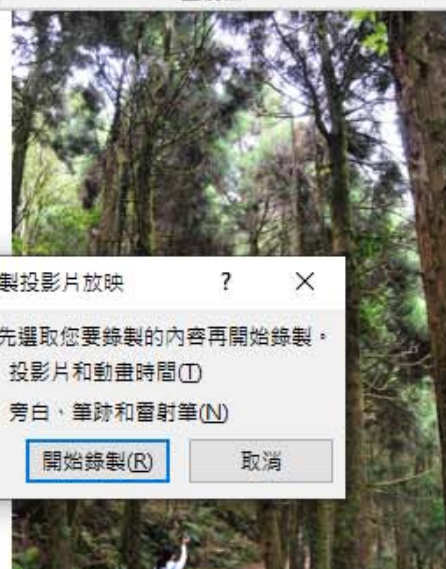 製投影片放映
先選取您要錄製的內容再開始錄製。
投影片和動畫時間(T)
旁白、筆跡和雷射筆(N)
開始錄製(R)
取消